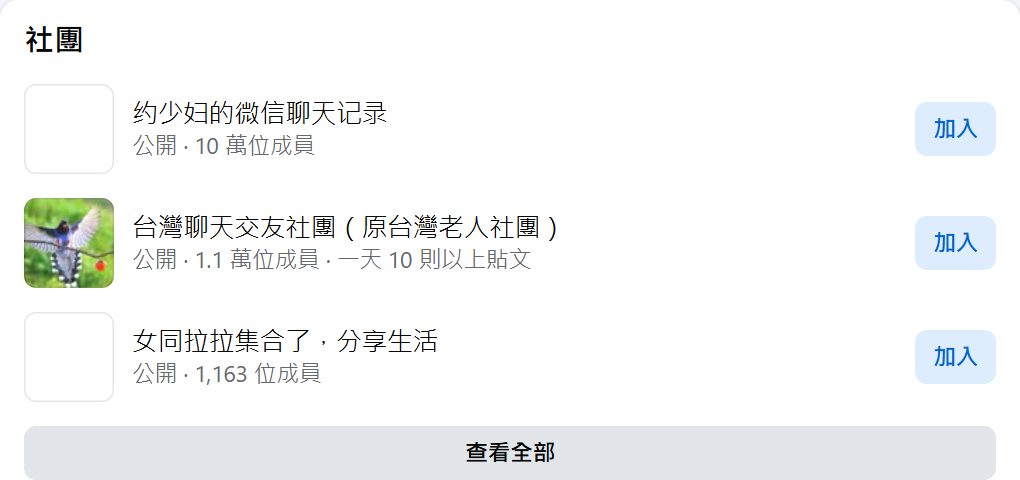 社團
约少妇的微信聊天记录
公開 · 10 萬位成員
加入
台灣聊天交友社團（原台灣老人社團）
公開 · 1.1 萬位成員 · 一天 10 則以上貼文
加入
女同拉拉集合了，分享生活
公開 · 1,163 位成員
加入
查看全部